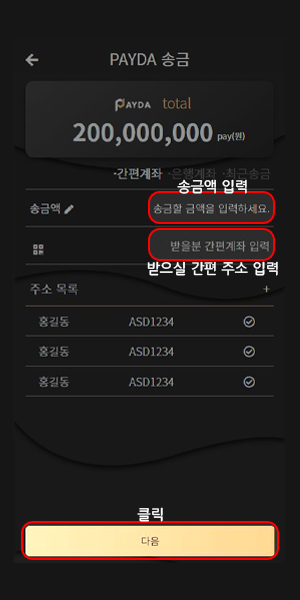 PAYDA 송금
PAYDA total
200,000,000 pay(원)
·간편계좌 ·은행계좌 ·최근송금
송금액 입력
송금액 송금할 금액을 입력하세요.
받을분 간편계좌 입력
받으실 간편 주소 입력
주소 목록 +
홍길동 ASD1234
홍길동 ASD1234
홍길동 ASD1234
클릭
다음